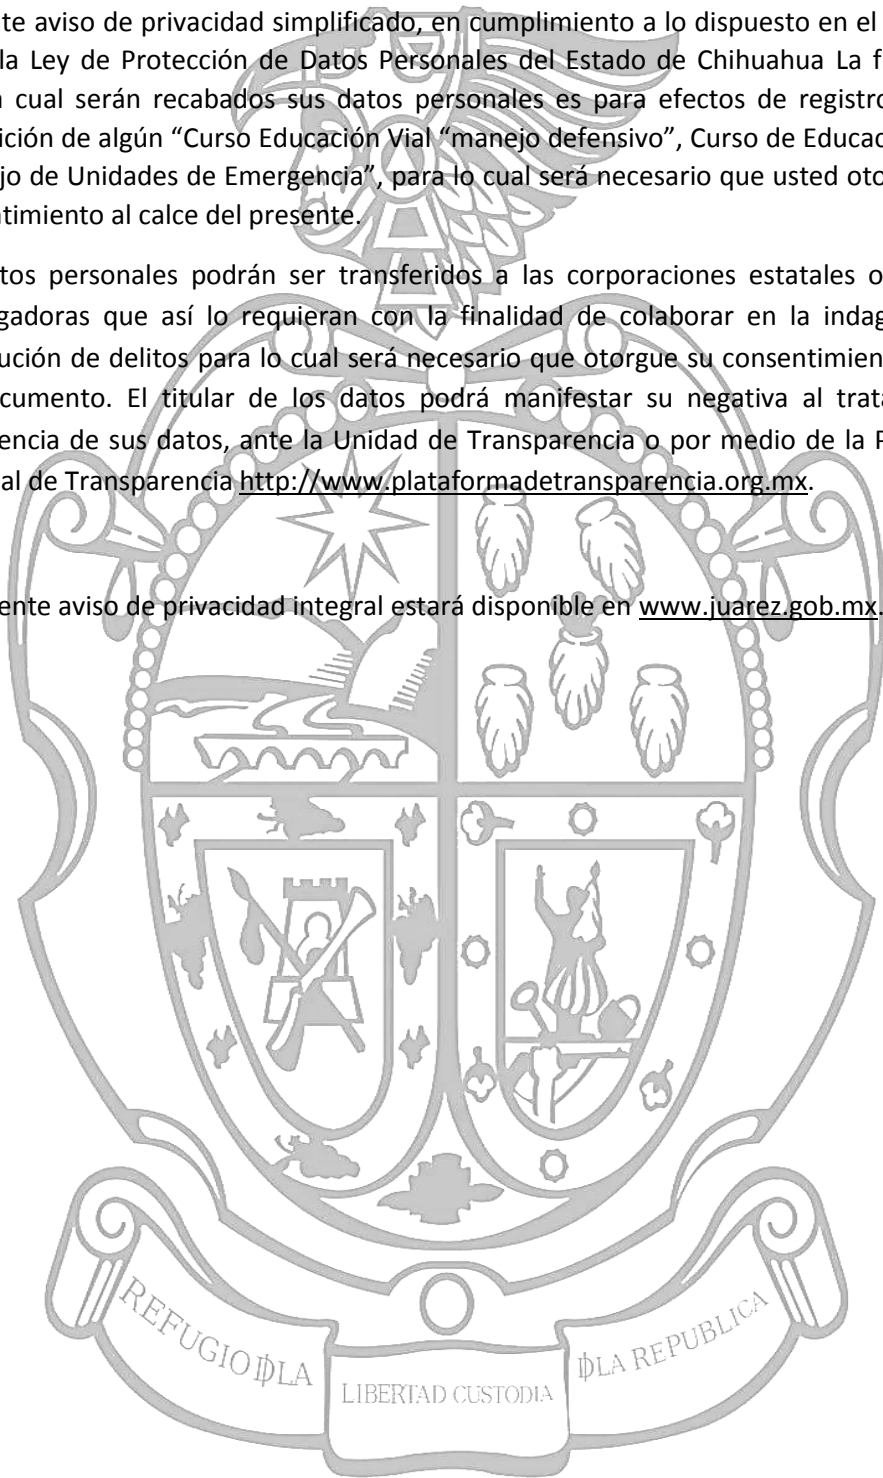 te aviso de privacidad simplificado, en cumplimiento a lo dispuesto en el
la Ley de Protección de Datos Personales del Estado de Chihuahua La f
cual serán recabados sus datos personales es para efectos de registro
ición de algún “Curso Educación Vial “manejo defensivo”, Curso de Educac
jo de Unidades de Emergencia”, para lo cual será necesario que usted oto
timiento al calce del presente.
tos personales podrán ser transferidos a las corporaciones estatales o
gadoras que así lo requieran con la finalidad de colaborar en la indag
ución de delitos para lo cual será necesario que otorgue su consentimien
cumento. El titular de los datos podrá manifestar su negativa al trata
encia de sus datos, ante la Unidad de Transparencia o por medio de la P
al de Transparencia http://www.plataformadetransparencia.org.mx.
ente aviso de privacidad integral estará disponible en www.juarez.gob.mx.
REFUGIO DLA
LIBERTAD CUSTODIA
DLA REPUBLICA